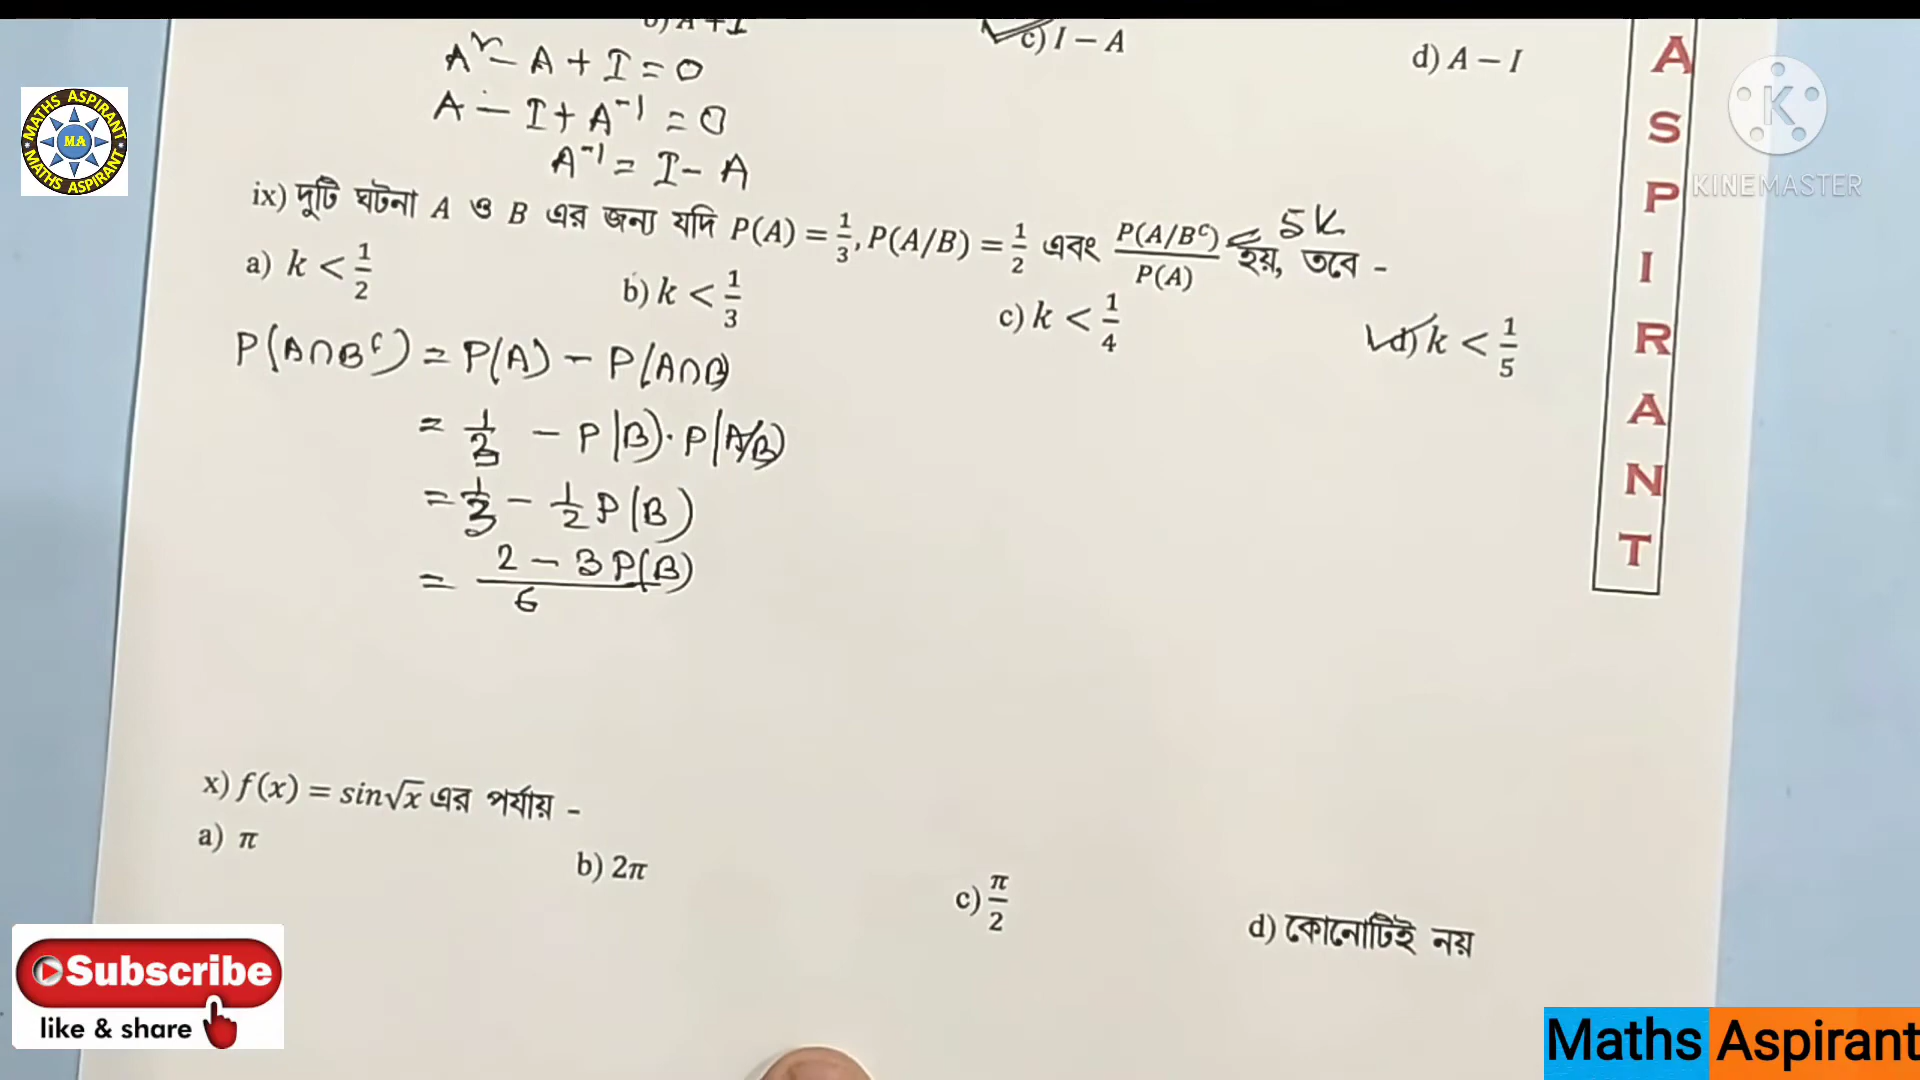 b) A + I
c) I − A
d) A − I
A² − A + I = 0
A − I + A⁻¹ = 0
A⁻¹ = I − A
ix) দুটি ঘটনা A ও B এর জন্য যদি P(A) = 1/3, P(A/B) = 1/2 এবং P(A/Bᶜ)/P(A) = 5k হয়, তবে -
a) k < 1/2
b) k < 1/3
c) k < 1/4
d) k < 1/5
P(A∩Bᶜ) = P(A) − P(A∩B)
= 1/3 − P(B)· P(A/B)
= 1/3 − 1/2 P(B)
= 2 − 3P(B)/6
x) f(x) = sin√x এর পর্যায় -
a) π
b) 2π
c) π/2
d) কোনোটিই নয়
ASPIRANT
MATHS ASPIRANT
MA
MATHS ASPIRANT
K
KINEMASTER
Subscribe
like & share
Maths Aspirant